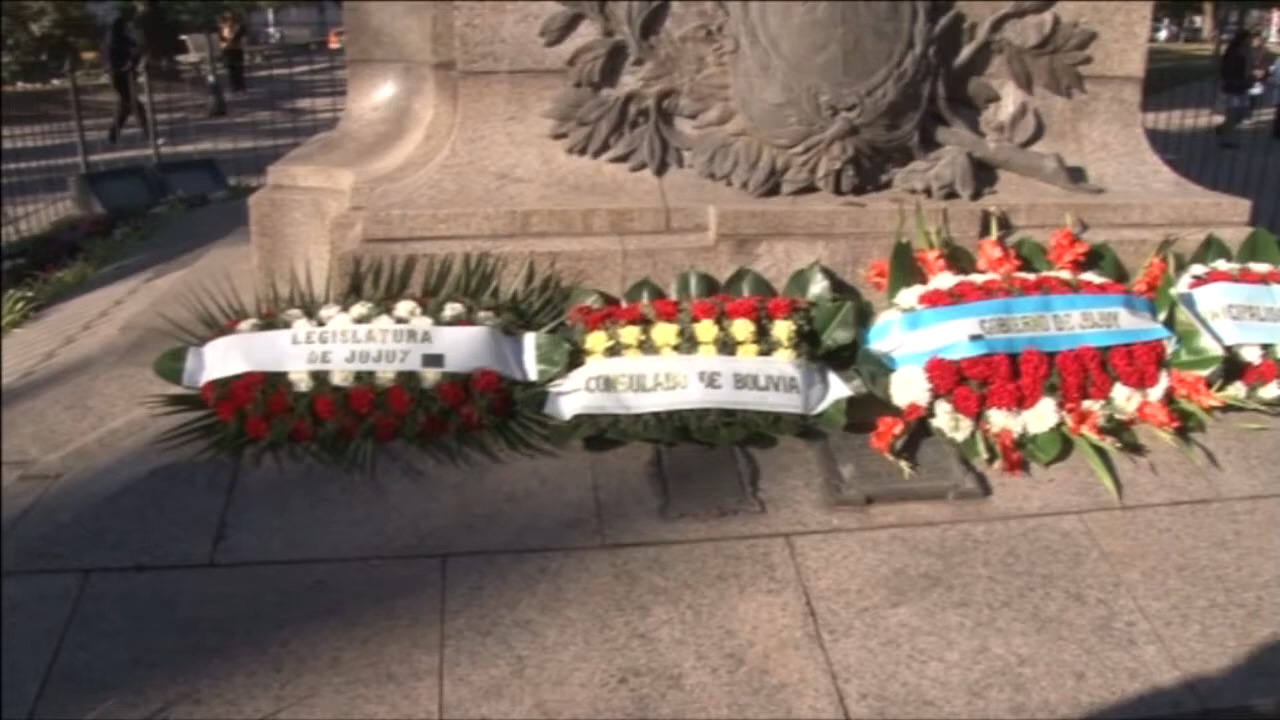 LEGISLATURA
DE JUJUY
CONSULADO DE BOLIVIA
GOBIERNO DE JUJUY